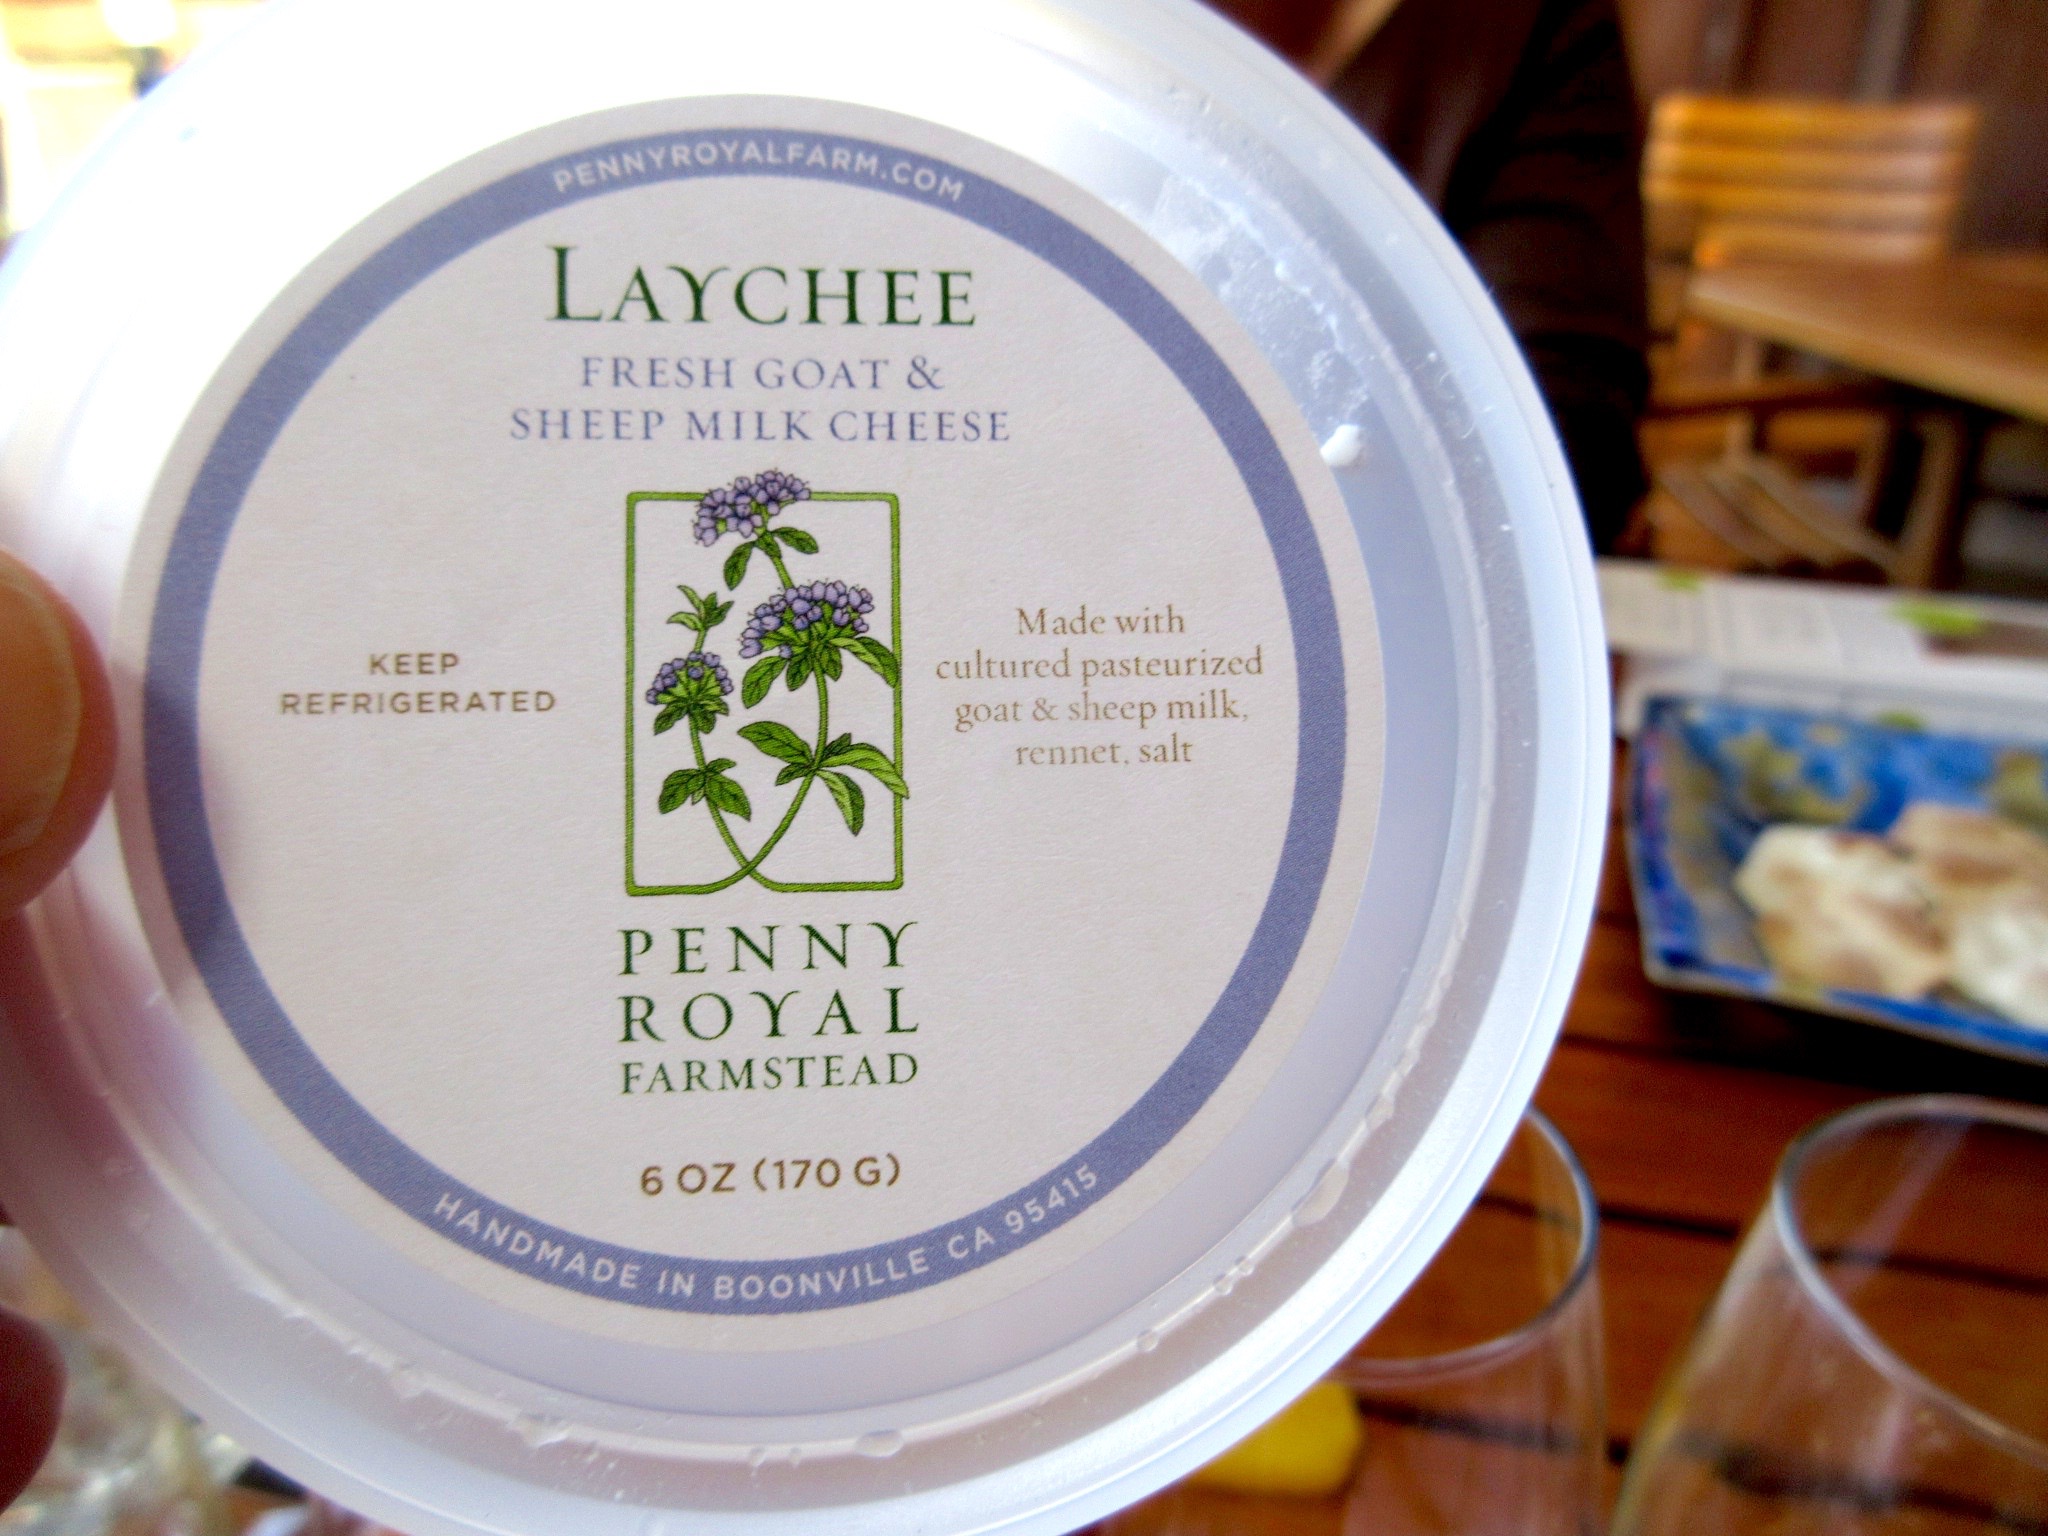 PENNYROYALFARM.COM
LAYCHEE
FRESH GOAT &
SHEEP MILK CHEESE
KEEP
REFRIGERATED
Made with
cultured pasteurized
goat & sheep milk,
rennet, salt
PENNY
ROYAL
FARMSTEAD
6 OZ (170 G)
HANDMADE IN BOONVILLE CA 95415